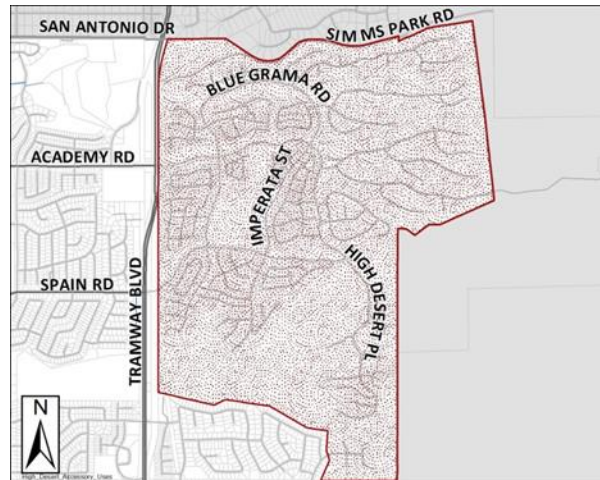 SAN ANTONIO DR
SIMMS PARK RD
BLUE GRAMA RD
ACADEMY RD
IMPERATA ST
HIGH DESERT PL
SPAIN RD
TRAMWAY BLVD
N
High_Desert_Accessory_Uses